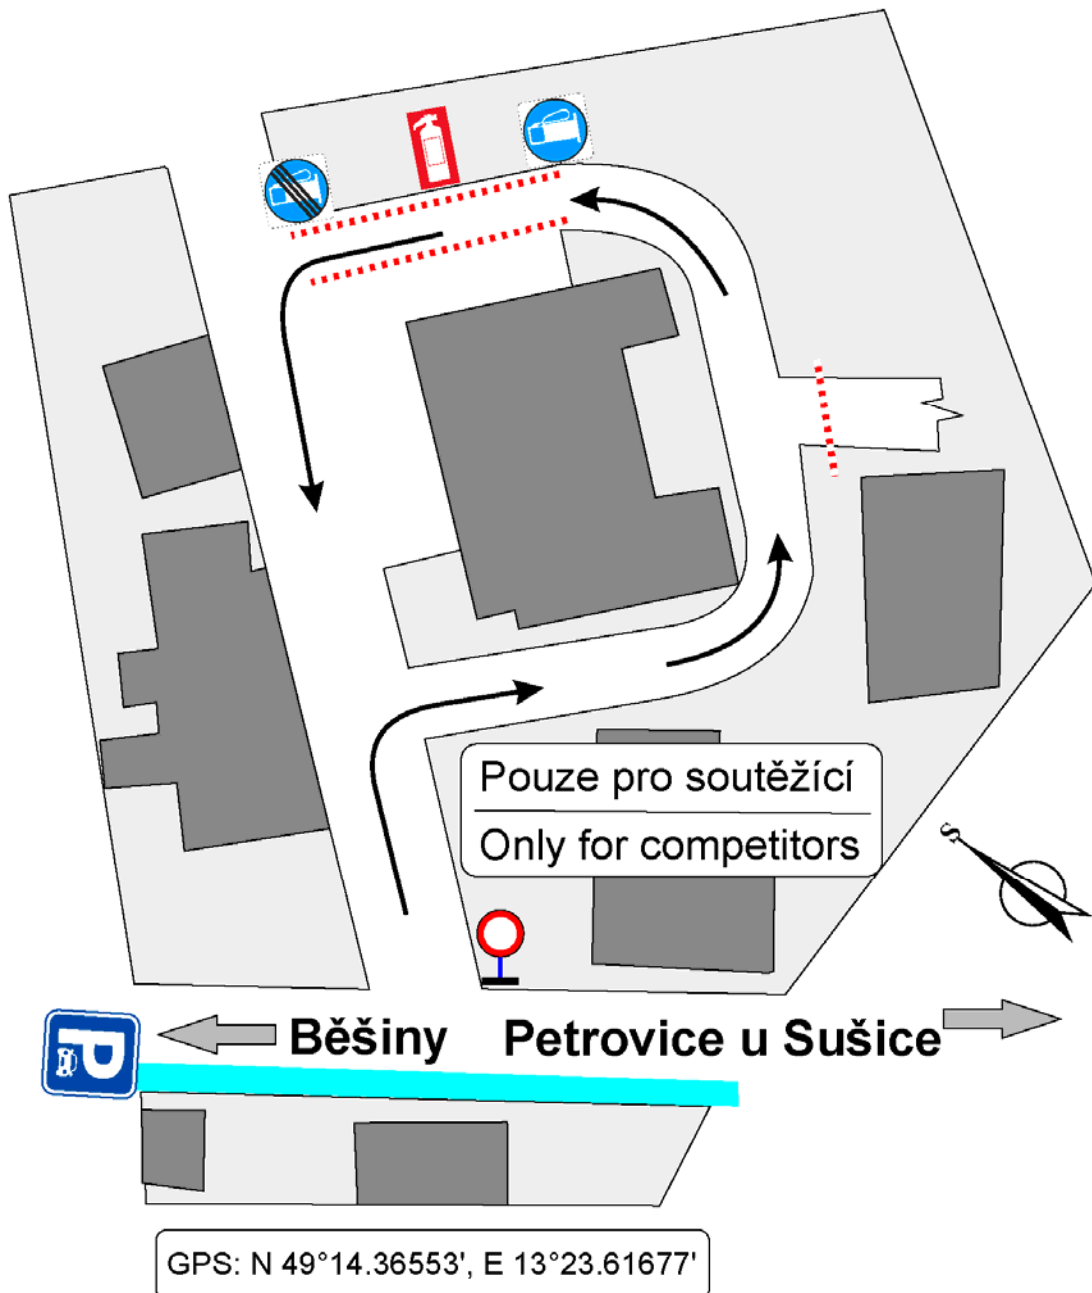 Pouze pro soutěžící
Only for competitors
S
P
Běšiny
Petrovice u Sušice
GPS: N 49°14.36553', E 13°23.61677'